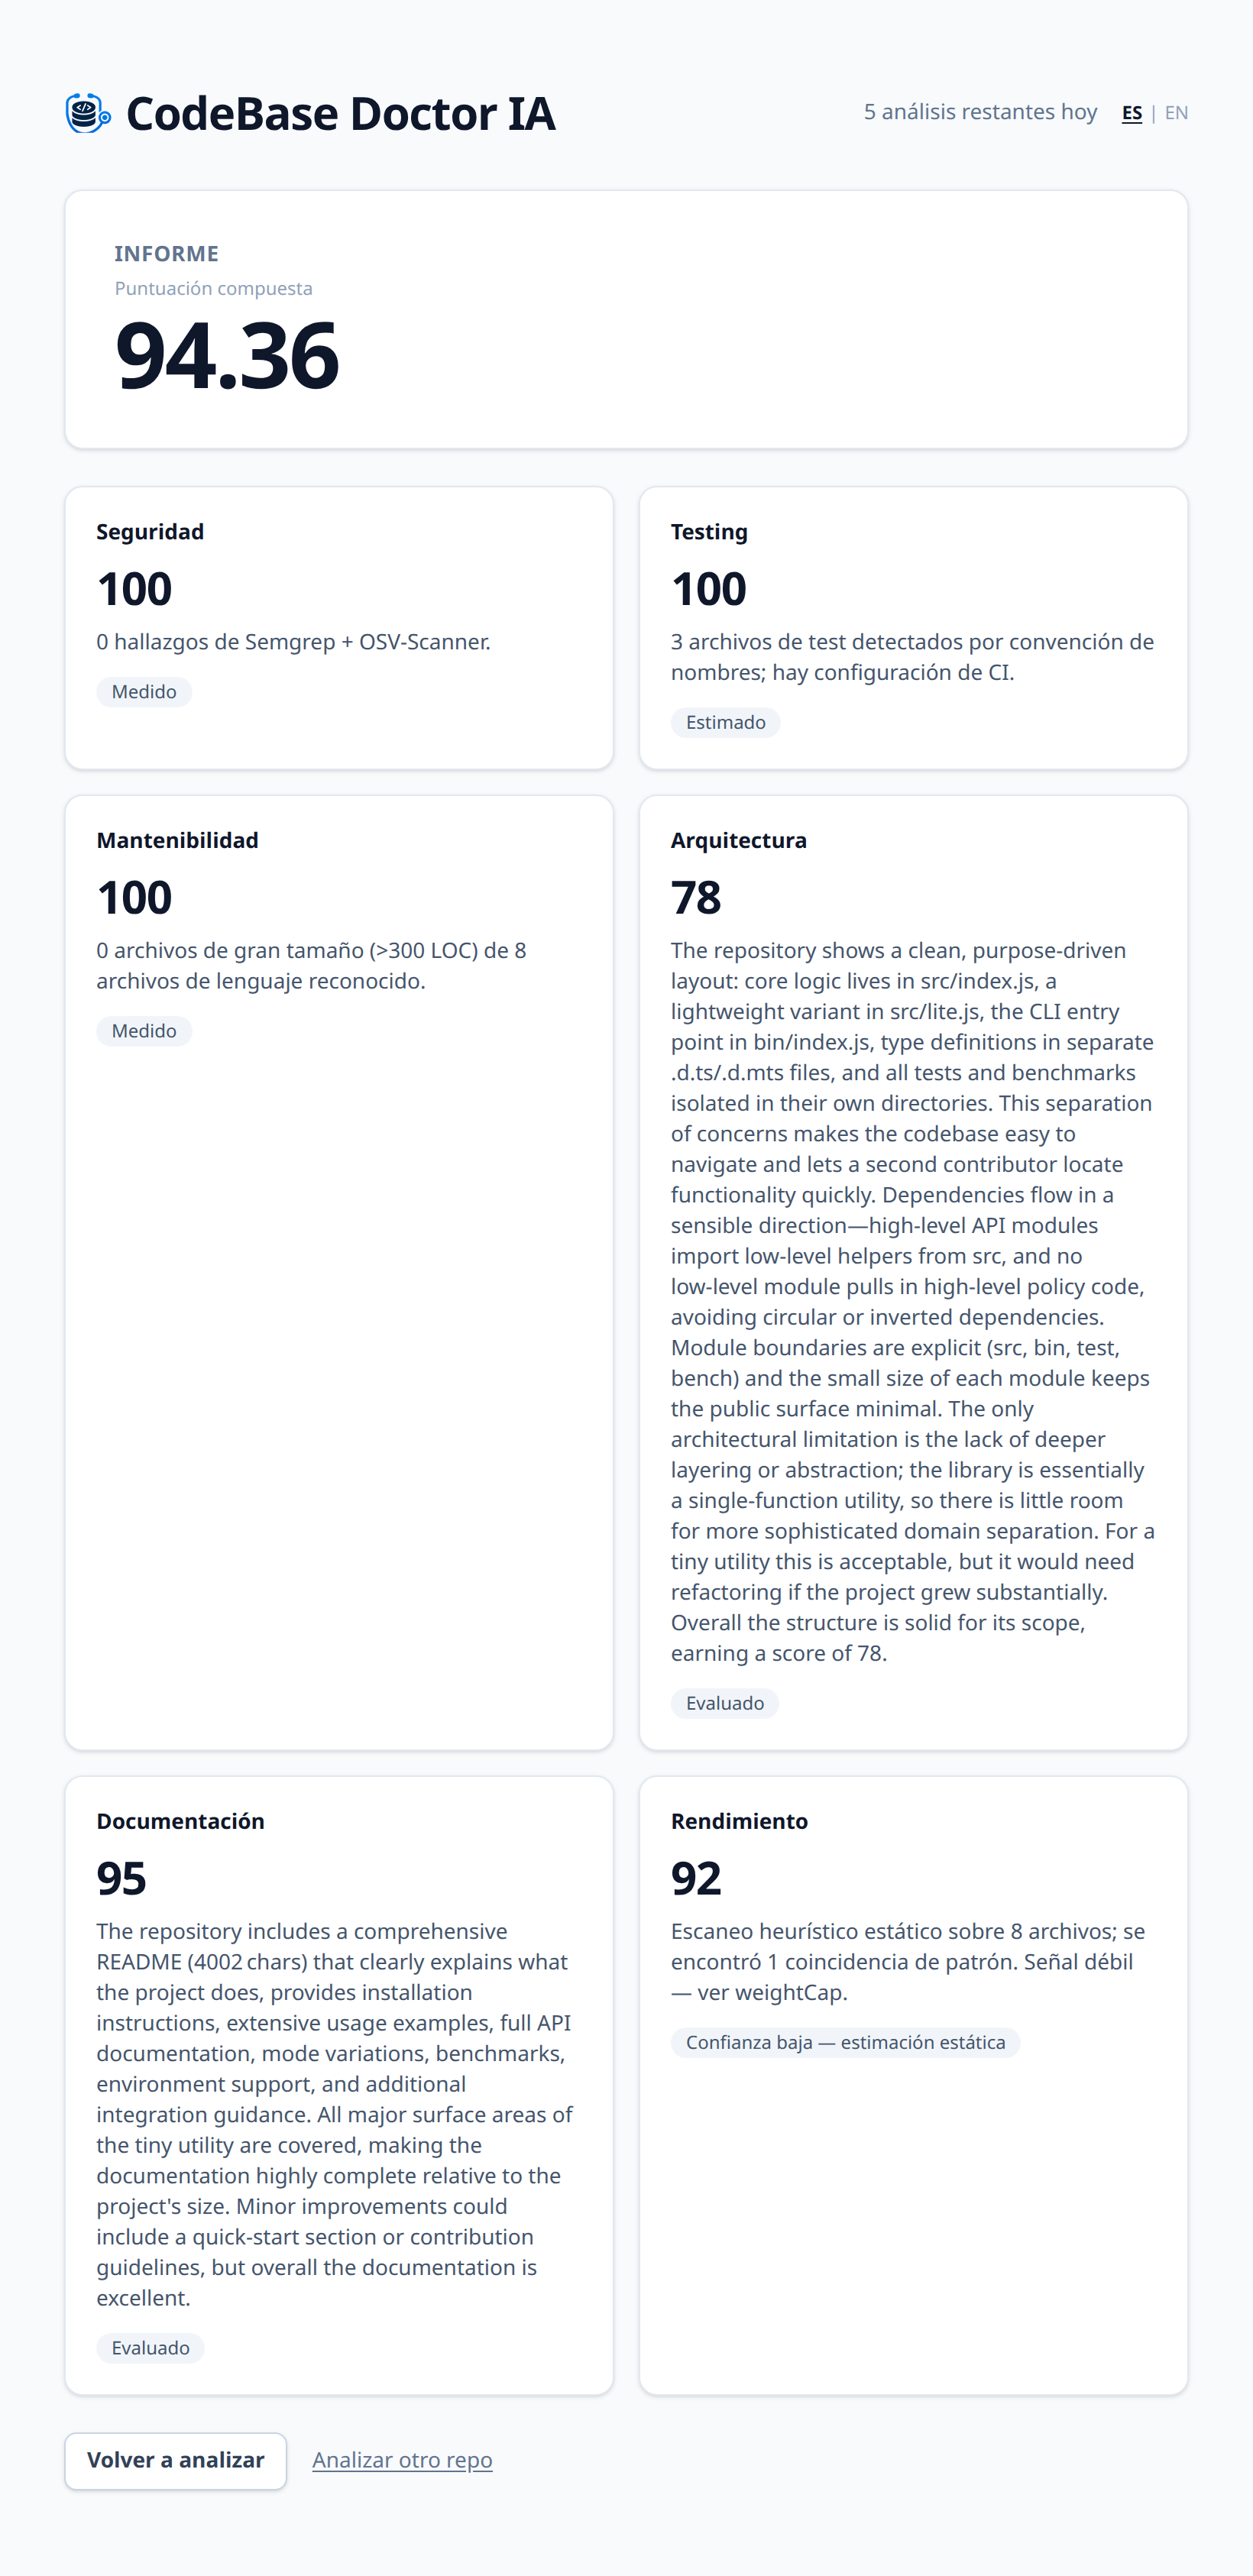 CodeBase Doctor IA
5 análisis restantes hoy ES | EN
INFORME
Puntuación compuesta
94.36
Seguridad
100
0 hallazgos de Semgrep + OSV-Scanner.
Medido
Testing
100
3 archivos de test detectados por convención de
nombres; hay configuración de CI.
Estimado
Mantenibilidad
100
0 archivos de gran tamaño (>300 LOC) de 8
archivos de lenguaje reconocido.
Medido
Arquitectura
78
The repository shows a clean, purpose-driven
layout: core logic lives in src/index.js, a
lightweight variant in src/lite.js, the CLI entry
point in bin/index.js, type definitions in separate
.d.ts/.d.mts files, and all tests and benchmarks
isolated in their own directories. This separation
of concerns makes the codebase easy to
navigate and lets a second contributor locate
functionality quickly. Dependencies flow in a
sensible direction—high-level API modules
import low-level helpers from src, and no
low-level module pulls in high-level policy code,
avoiding circular or inverted dependencies.
Module boundaries are explicit (src, bin, test,
bench) and the small size of each module keeps
the public surface minimal. The only
architectural limitation is the lack of deeper
layering or abstraction; the library is essentially
a single-function utility, so there is little room
for more sophisticated domain separation. For a
tiny utility this is acceptable, but it would need
refactoring if the project grew substantially.
Overall the structure is solid for its scope,
earning a score of 78.
Evaluado
Documentación
95
The repository includes a comprehensive
README (4002 chars) that clearly explains what
the project does, provides installation
instructions, extensive usage examples, full API
documentation, mode variations, benchmarks,
environment support, and additional
integration guidance. All major surface areas of
the tiny utility are covered, making the
documentation highly complete relative to the
project's size. Minor improvements could
include a quick-start section or contribution
guidelines, but overall the documentation is
excellent.
Evaluado
Rendimiento
92
Escaneo heurístico estático sobre 8 archivos; se
encontró 1 coincidencia de patrón. Señal débil
— ver weightCap.
Confianza baja — estimación estática
Volver a analizar
Analizar otro repo